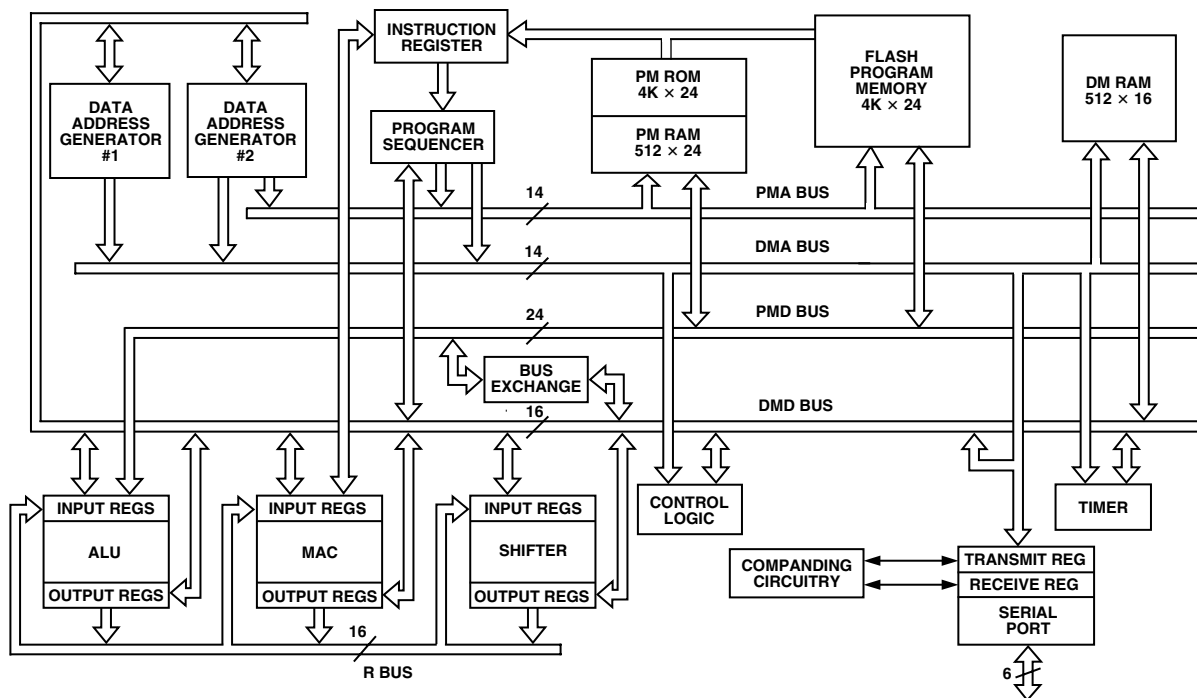 INSTRUCTION
REGISTER
FLASH
PROGRAM
MEMORY
4K × 24
PM ROM
4K × 24
DM RAM
512 × 16
DATA
ADDRESS
GENERATOR
#1
DATA
ADDRESS
GENERATOR
#2
PROGRAM
SEQUENCER
PM RAM
512 × 24
14
PMA BUS
14
DMA BUS
24
PMD BUS
BUS
EXCHANGE
16
DMD BUS
INPUT REGS
ALU
OUTPUT REGS
INPUT REGS
MAC
OUTPUT REGS
INPUT REGS
SHIFTER
OUTPUT REGS
CONTROL
LOGIC
TIMER
COMPANDING
CIRCUITRY
TRANSMIT REG
RECEIVE REG
SERIAL
PORT
16
R BUS
6